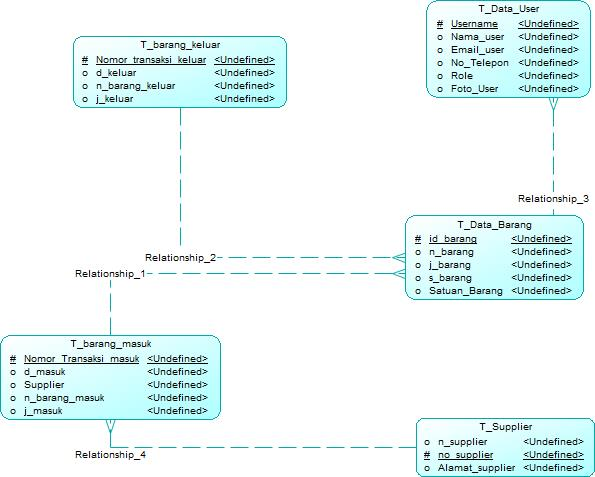 T_Data_User
# Username <Undefined>
o Nama_user <Undefined>
o Email_user <Undefined>
o No_Telepon <Undefined>
o Role <Undefined>
o Foto_User <Undefined>
T_barang_keluar
# Nomor_transaksi_keluar <Undefined>
o d_keluar <Undefined>
o n_barang_keluar <Undefined>
o j_keluar <Undefined>
Relationship_3
T_Data_Barang
# id_barang <Undefined>
o n_barang <Undefined>
o j_barang <Undefined>
o s_barang <Undefined>
o Satuan_Barang <Undefined>
Relationship_2
Relationship_1
T_barang_masuk
# Nomor_Transaksi_masuk <Undefined>
o d_masuk <Undefined>
o Supplier <Undefined>
o n_barang_masuk <Undefined>
o j_masuk <Undefined>
T_Supplier
o n_supplier <Undefined>
# no_supplier <Undefined>
o Alamat_supplier <Undefined>
Relationship_4